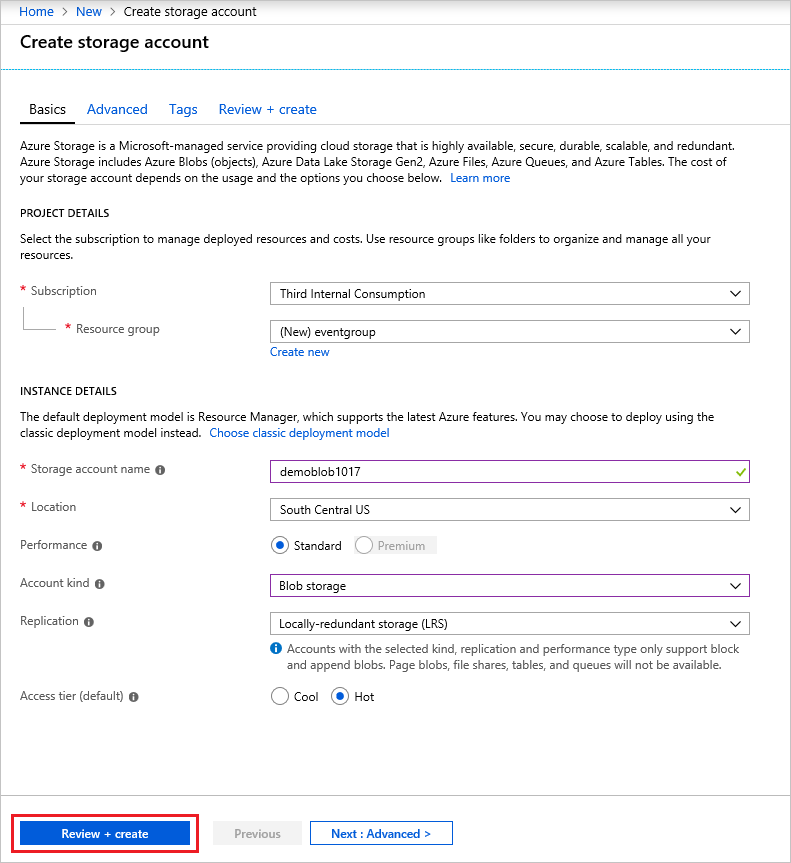 Home > New > Create storage account
Create storage account
Basics Advanced Tags Review + create
Azure Storage is a Microsoft-managed service providing cloud storage that is highly available, secure, durable, scalable, and redundant.
Azure Storage includes Azure Blobs (objects), Azure Data Lake Storage Gen2, Azure Files, Azure Queues, and Azure Tables. The cost of
your storage account depends on the usage and the options you choose below. Learn more
PROJECT DETAILS
Select the subscription to manage deployed resources and costs. Use resource groups like folders to organize and manage all your
resources.
* Subscription Third Internal Consumption
* Resource group (New) eventgroup
Create new
INSTANCE DETAILS
The default deployment model is Resource Manager, which supports the latest Azure features. You may choose to deploy using the
classic deployment model instead. Choose classic deployment model
* Storage account name demoblob1017
* Location South Central US
Performance Standard Premium
Account kind Blob storage
Replication Locally-redundant storage (LRS)
Accounts with the selected kind, replication and performance type only support block
and append blobs. Page blobs, file shares, tables, and queues will not be available.
Access tier (default) Cool Hot
Review + create Previous Next : Advanced >